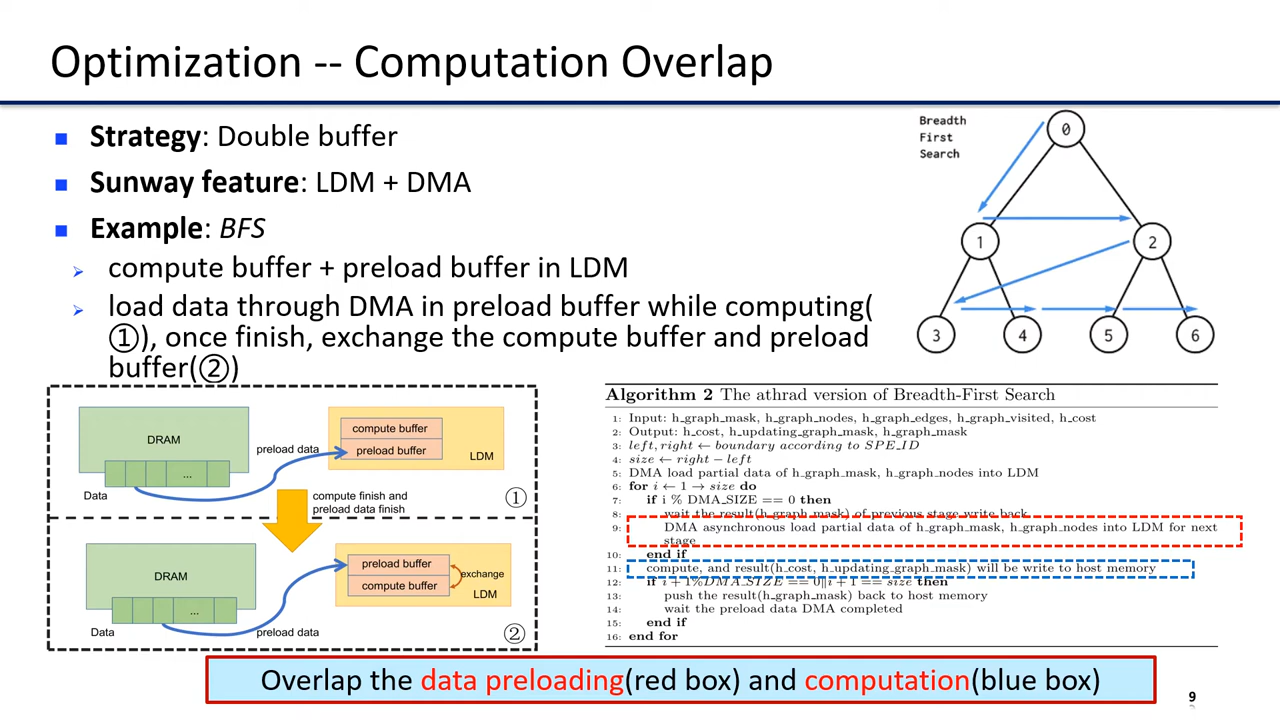 Optimization -- Computation Overlap
■ Strategy: Double buffer
■ Sunway feature: LDM + DMA
■ Example: BFS
➢ compute buffer + preload buffer in LDM
➢ load data through DMA in preload buffer while computing(
①), once finish, exchange the compute buffer and preload
buffer(②)
Breadth
First
Search
0
1
2
3
4
5
6
DRAM
...
Data
preload data
compute buffer
preload buffer
LDM
①
compute finish and
preload data finish
DRAM
...
Data
preload data
preload buffer
compute buffer
exchange
LDM
②
Algorithm 2 The athrad version of Breadth-First Search
1: Input: h_graph_mask, h_graph_nodes, h_graph_edges, h_graph_visited, h_cost
2: Output: h_cost, h_updating_graph_mask, h_graph_mask
3: left, right ← boundary according to SPE_ID
4: size ← right − left
5: DMA load partial data of h_graph_mask, h_graph_nodes into LDM
6: for i ← 1 → size do
7: if i % DMA_SIZE == 0 then
8: wait the result(h_graph_mask) of previous stage write back
9: DMA asynchronous load partial data of h_graph_mask, h_graph_nodes into LDM for next
stage
10: end if
11: compute, and result(h_cost, h_updating_graph_mask) will be write to host memory
12: if i + 1%DMA_SIZE == 0||i + 1 == size then
13: push the result(h_graph_mask) back to host memory
14: wait the preload data DMA completed
15: end if
16: end for
Overlap the data preloading(red box) and computation(blue box)
9